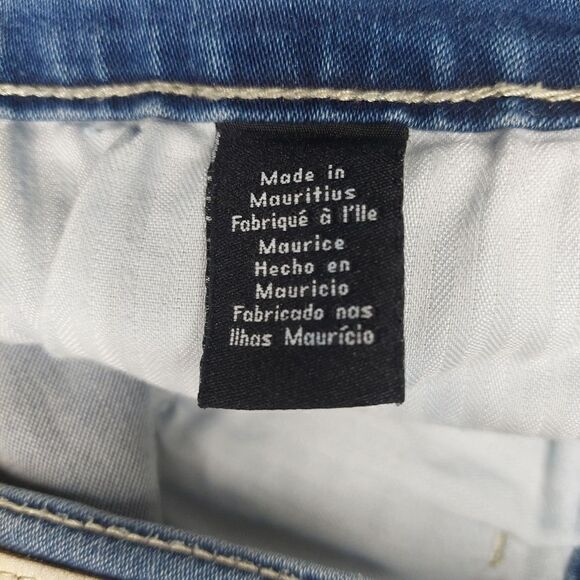 Made in
Mauritius
Fabriqué à l'Ile
Maurice
Hecho en
Mauricio
Fabricado nas
Ilhas Maurício